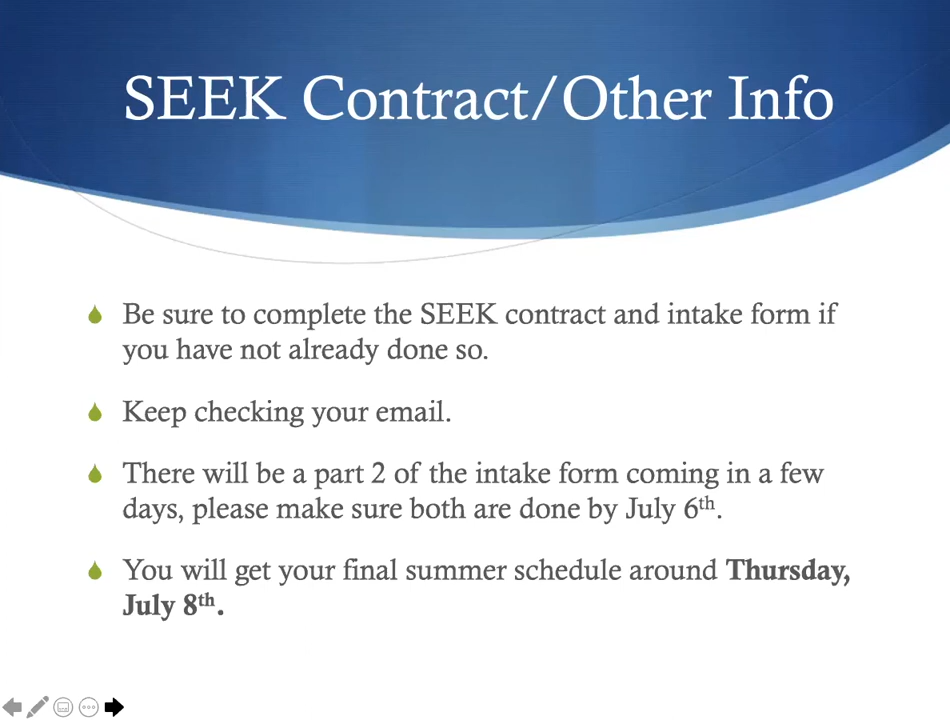 SEEK Contract/Other Info
Be sure to complete the SEEK contract and intake form if
you have not already done so.
Keep checking your email.
There will be a part 2 of the intake form coming in a few
days, please make sure both are done by July 6th.
You will get your final summer schedule around Thursday,
July 8th.